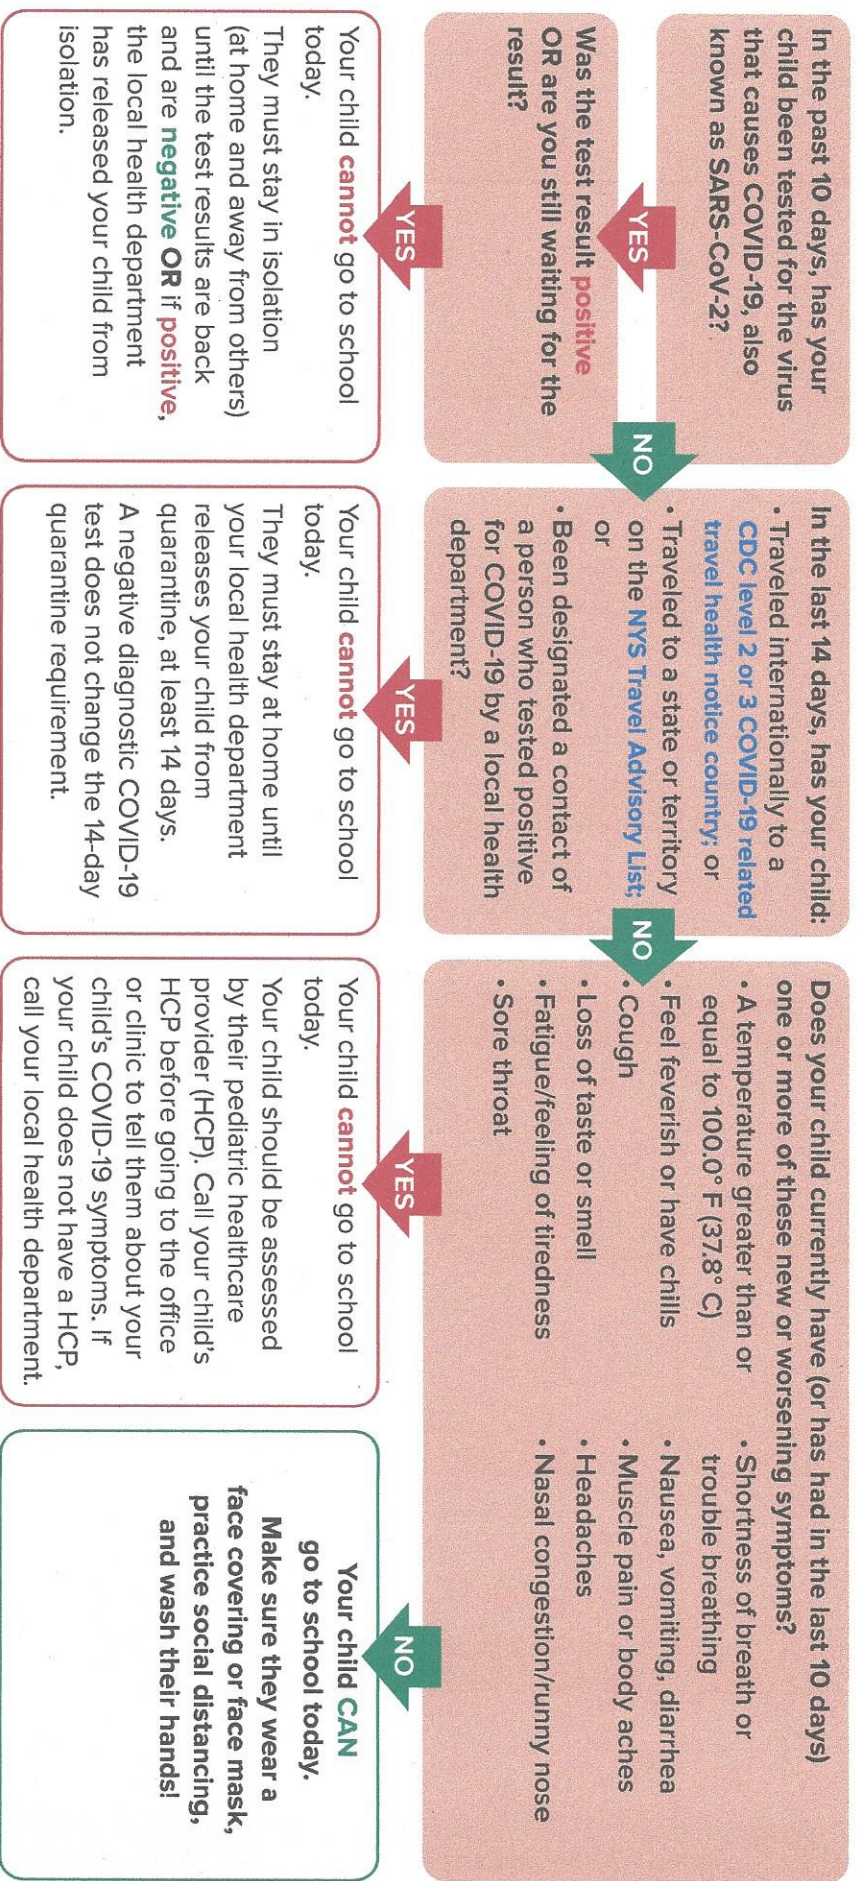 In the past 10 days, has your
child been tested for the virus
that causes COVID-19, also
known as SARS-CoV-2?
YES
Was the test result positive
OR are you still waiting for the
result?
YES
Your child cannot go to school
today.
They must stay in isolation
(at home and away from others)
until the test results are back
and are negative OR if positive,
the local health department
has released your child from
isolation.
NO
In the last 14 days, has your child:
• Traveled internationally to a
CDC level 2 or 3 COVID-19 related
travel health notice country; or
• Traveled to a state or territory
on the NYS Travel Advisory List;
or
• Been designated a contact of
a person who tested positive
for COVID-19 by a local health
department?
YES
Your child cannot go to school
today.
They must stay at home until
your local health department
releases your child from
quarantine, at least 14 days.
A negative diagnostic COVID-19
test does not change the 14-day
quarantine requirement.
NO
Does your child currently have (or has had in the last 10 days)
one or more of these new or worsening symptoms?
• A temperature greater than or
equal to 100.0° F (37.8° C)
• Feel feverish or have chills
• Cough
• Loss of taste or smell
• Fatigue/feeling of tiredness
• Sore throat
• Shortness of breath or
trouble breathing
• Nausea, vomiting, diarrhea
• Muscle pain or body aches
• Headaches
• Nasal congestion/runny nose
YES
Your child cannot go to school
today.
Your child should be assessed
by their pediatric healthcare
provider (HCP). Call your child's
HCP before going to the office
or clinic to tell them about your
child's COVID-19 symptoms. If
your child does not have a HCP,
call your local health department.
NO
Your child CAN
go to school today.
Make sure they wear a
face covering or face mask,
practice social distancing,
and wash their hands!